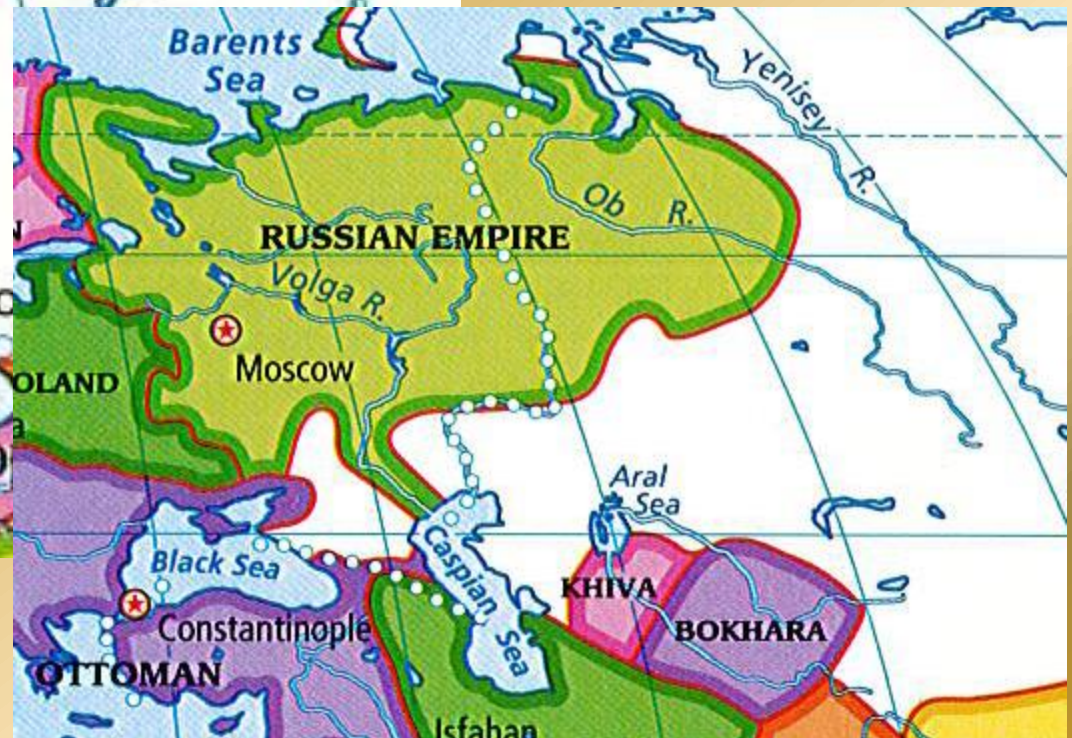 Barents
Sea
Yenisey
R.
Ob R.
N
RUSSIAN EMPIRE
Volga R.
Moscow
OLAND
a
Aral
Sea
Black Sea
Caspian
Sea
KHIVA
BOKHARA
Constantinople
OTTOMAN
Isfahan